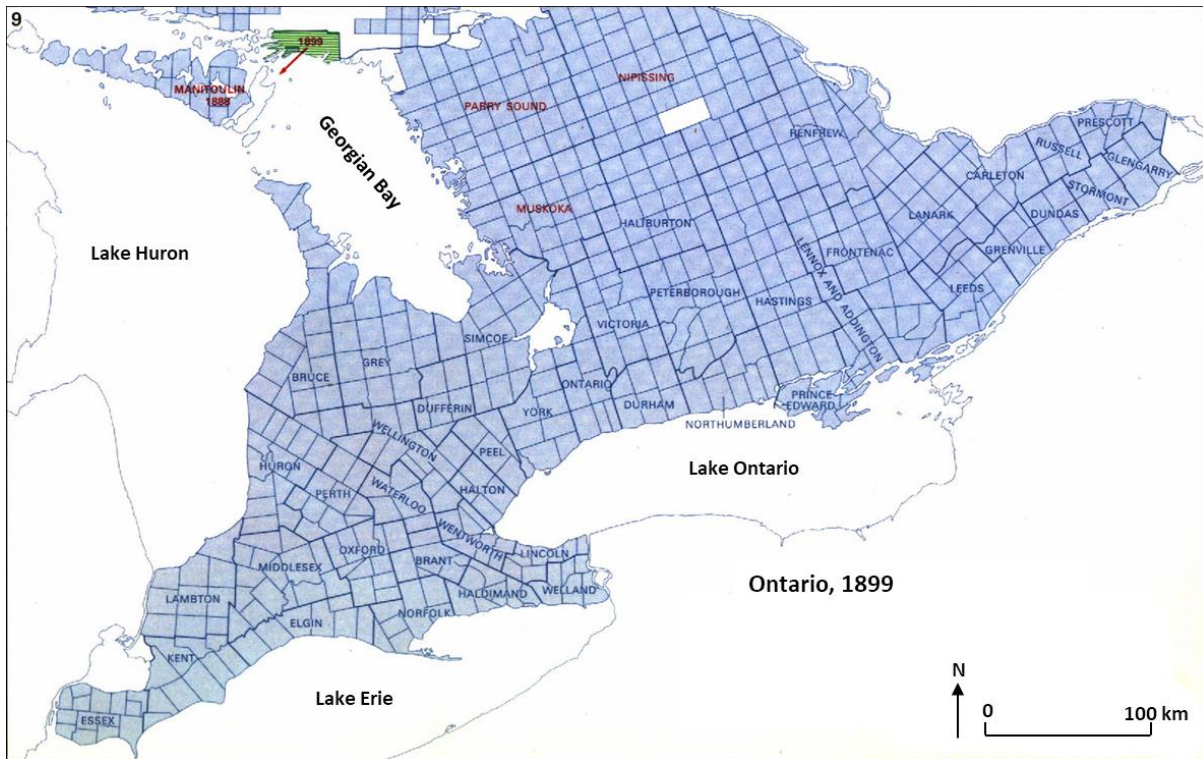 9
1899
NIPISSING
MANITOULIN
1888
PARRY SOUND
PRESCOTT
Georgian Bay
RENFREW
RUSSELL
GLENGARRY
CARLETON
STORMONT
MUSKOKA
LANARK
DUNDAS
HALIBURTON
Lake Huron
FRONTENAC
GRENVILLE
LENNOX AND ADDINGTON
LEEDS
PETERBOROUGH
HASTINGS
VICTORIA
SIMCOE
GREY
BRUCE
ONTARIO
PRINCE
EDWARD
DUFFERIN
YORK
DURHAM
NORTHUMBERLAND
WELLINGTON
PEEL
HURON
Lake Ontario
PERTH
WATERLOO
HALTON
WENTWORTH
OXFORD
LINCOLN
MIDDLESEX
BRANT
HALDIMAND
WELLAND
Ontario, 1899
LAMBTON
NORFOLK
ELGIN
KENT
N
Lake Erie
0
100 km
ESSEX